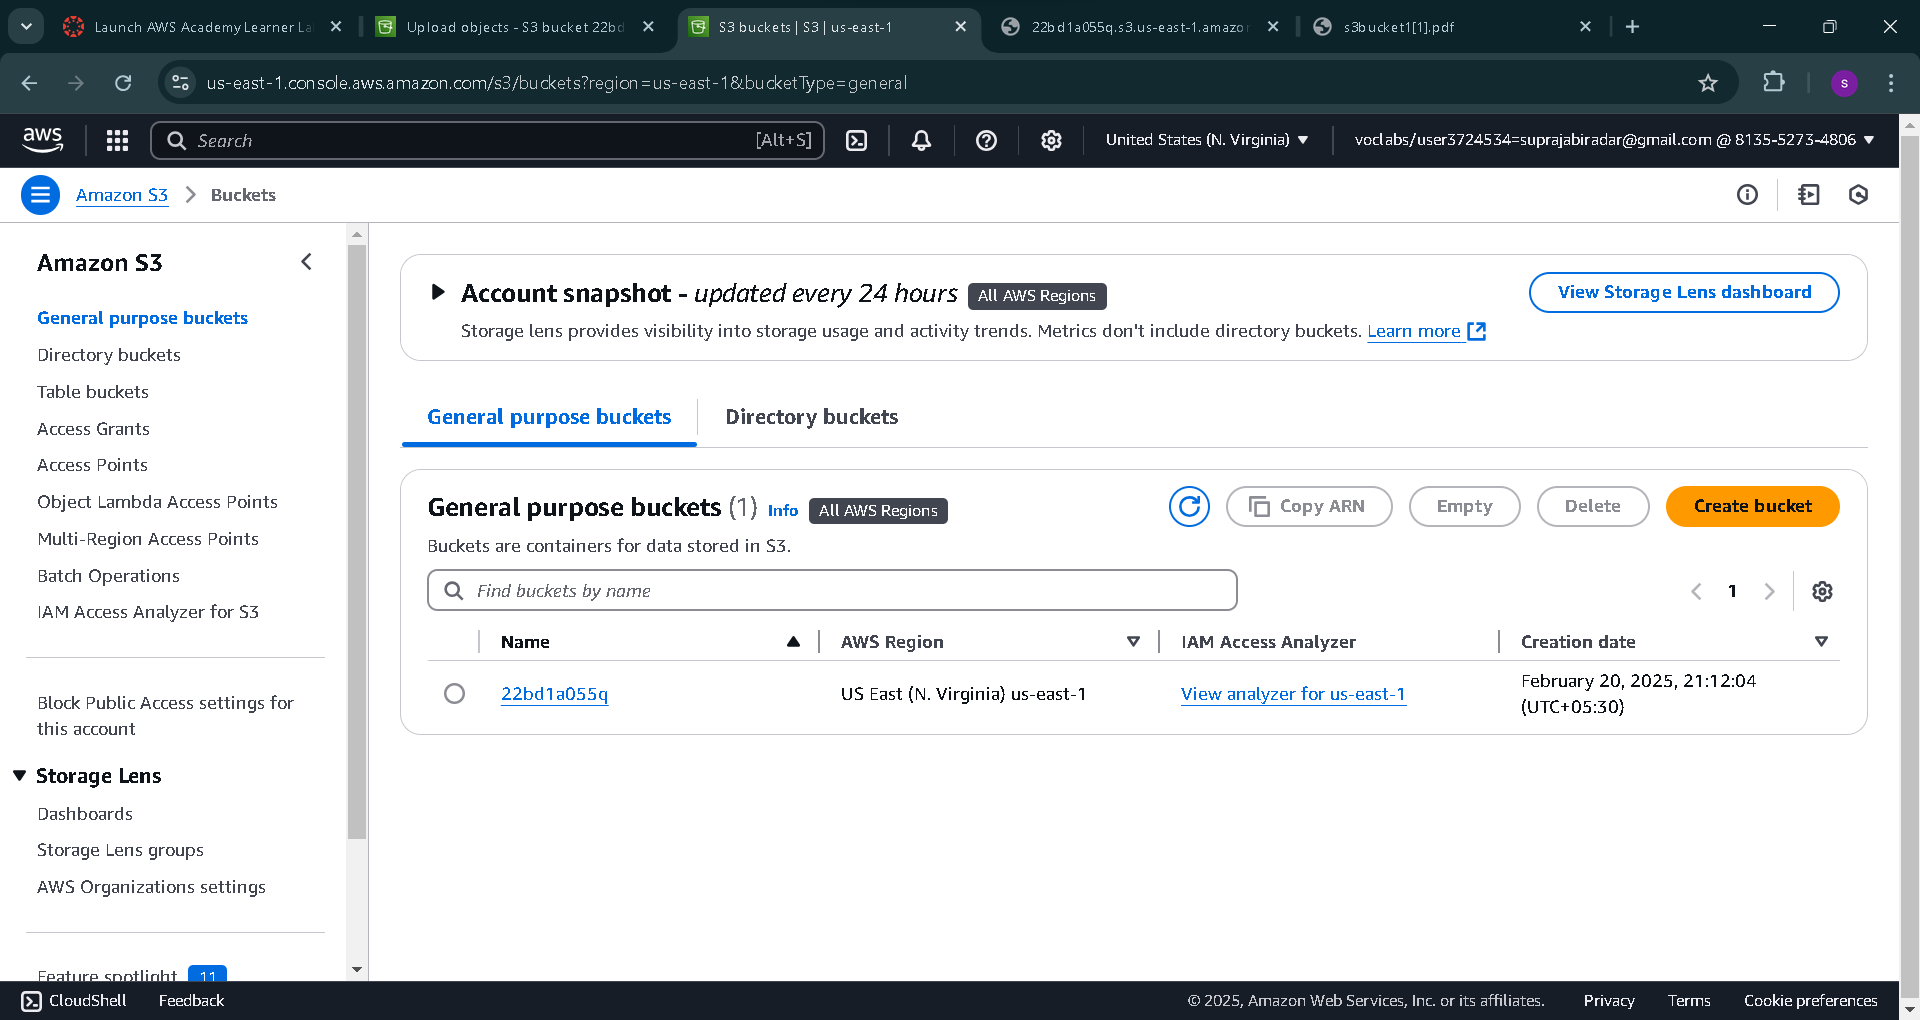 Launch AWS Academy Learner La
Upload objects - S3 bucket 22bd
S3 buckets | S3 | us-east-1
22bd1a055q.s3.us-east-1.amazor
s3bucket1[1].pdf
us-east-1.console.aws.amazon.com/s3/buckets?region=us-east-1&bucketType=general
s
aws
Search
[Alt+S]
United States (N. Virginia)
voclabs/user3724534=suprajabiradar@gmail.com @ 8135-5273-4806
Amazon S3
Buckets
Amazon S3
General purpose buckets
Directory buckets
Table buckets
Access Grants
Access Points
Object Lambda Access Points
Multi-Region Access Points
Batch Operations
IAM Access Analyzer for S3
Block Public Access settings for
this account
Storage Lens
Dashboards
Storage Lens groups
AWS Organizations settings
Feature spotlight 11
Account snapshot - updated every 24 hours All AWS Regions
View Storage Lens dashboard
Storage lens provides visibility into storage usage and activity trends. Metrics don't include directory buckets. Learn more
General purpose buckets
Directory buckets
General purpose buckets (1) Info All AWS Regions
Copy ARN
Empty
Delete
Create bucket
Buckets are containers for data stored in S3.
Find buckets by name
1
Name
AWS Region
IAM Access Analyzer
Creation date
22bd1a055q
US East (N. Virginia) us-east-1
View analyzer for us-east-1
February 20, 2025, 21:12:04
(UTC+05:30)
CloudShell
Feedback
© 2025, Amazon Web Services, Inc. or its affiliates.
Privacy
Terms
Cookie preferences